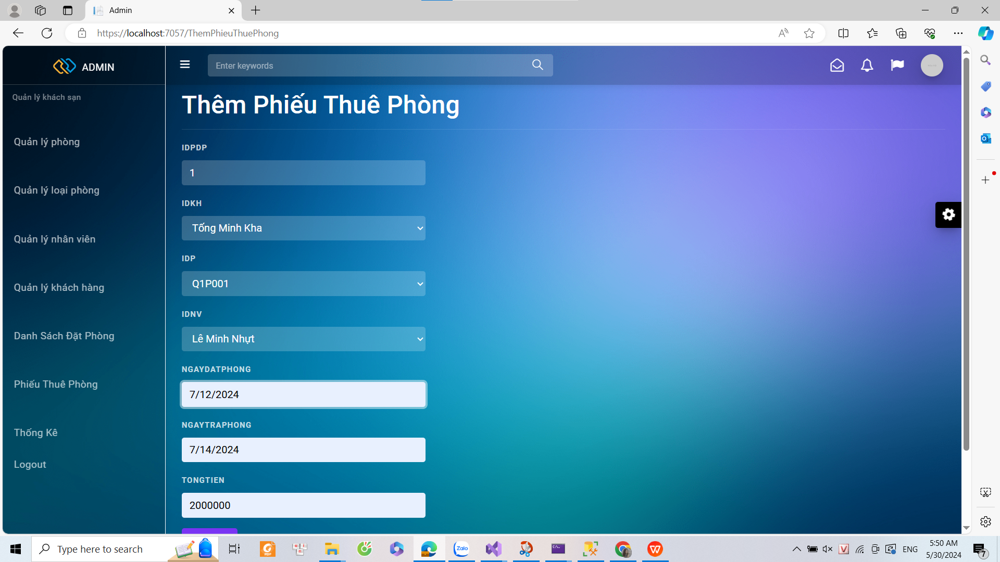 Admin
https://localhost:7057/ThemPhieuThuePhong
ADMIN
Enter keywords
Quản lý khách sạn
Quản lý phòng
Quản lý loại phòng
Quản lý nhân viên
Quản lý khách hàng
Danh Sách Đặt Phòng
Phiếu Thuê Phòng
Thống Kê
Logout
Thêm Phiếu Thuê Phòng
IDPDP
1
IDKH
Tống Minh Kha
IDP
Q1P001
IDNV
Lê Minh Nhựt
NGAYDATPHONG
7/12/2024
NGAYTRAPHONG
7/14/2024
TONGTIEN
2000000
Type here to search
Zalo
ENG
5:50 AM
5/30/2024
7